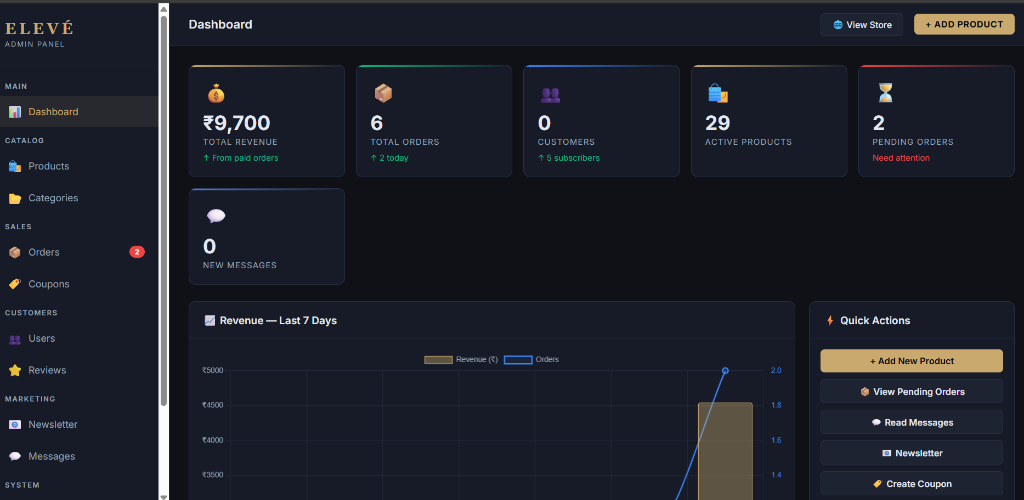 ELEVÉ
ADMIN PANEL
MAIN
Dashboard
CATALOG
Products
Categories
SALES
Orders 2
Coupons
CUSTOMERS
Users
Reviews
MARKETING
Newsletter
Messages
SYSTEM
Dashboard
View Store
+ ADD PRODUCT
₹9,700
TOTAL REVENUE
↑ From paid orders
6
TOTAL ORDERS
↑ 2 today
0
CUSTOMERS
↑ 5 subscribers
29
ACTIVE PRODUCTS
2
PENDING ORDERS
Need attention
0
NEW MESSAGES
Revenue — Last 7 Days
Revenue (₹) Orders
₹5000 2.0
₹4500 1.8
₹4000 1.6
₹3500 1.4
Quick Actions
+ Add New Product
View Pending Orders
Read Messages
Newsletter
Create Coupon